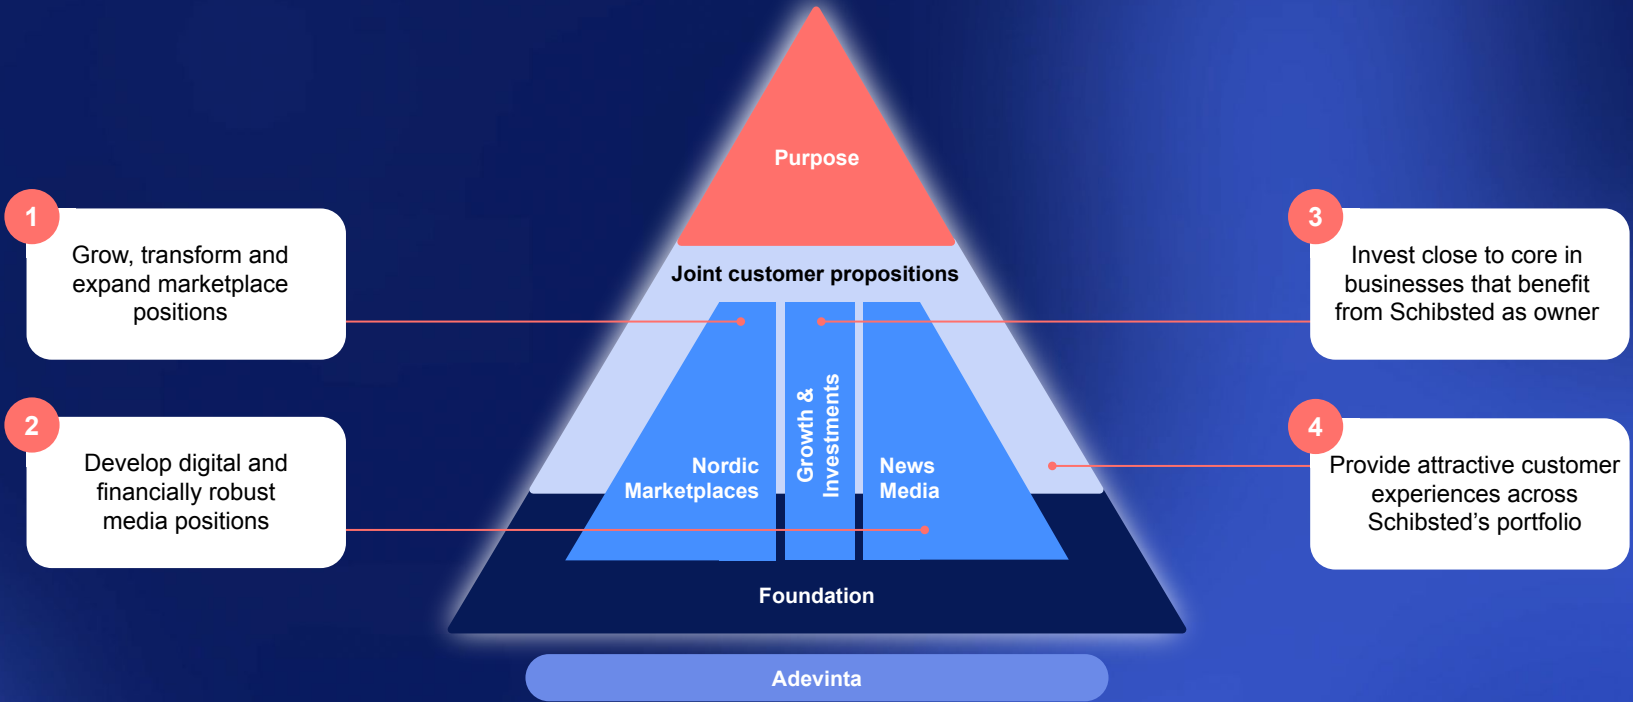 Purpose
Joint customer propositions
1
Grow, transform and
expand marketplace
positions
2
Develop digital and
financially robust
media positions
Nordic
Marketplaces
Growth &
Investments
News
Media
3
Invest close to core in
businesses that benefit
from Schibsted as owner
4
Provide attractive customer
experiences across
Schibsted’s portfolio
Foundation
Adevinta